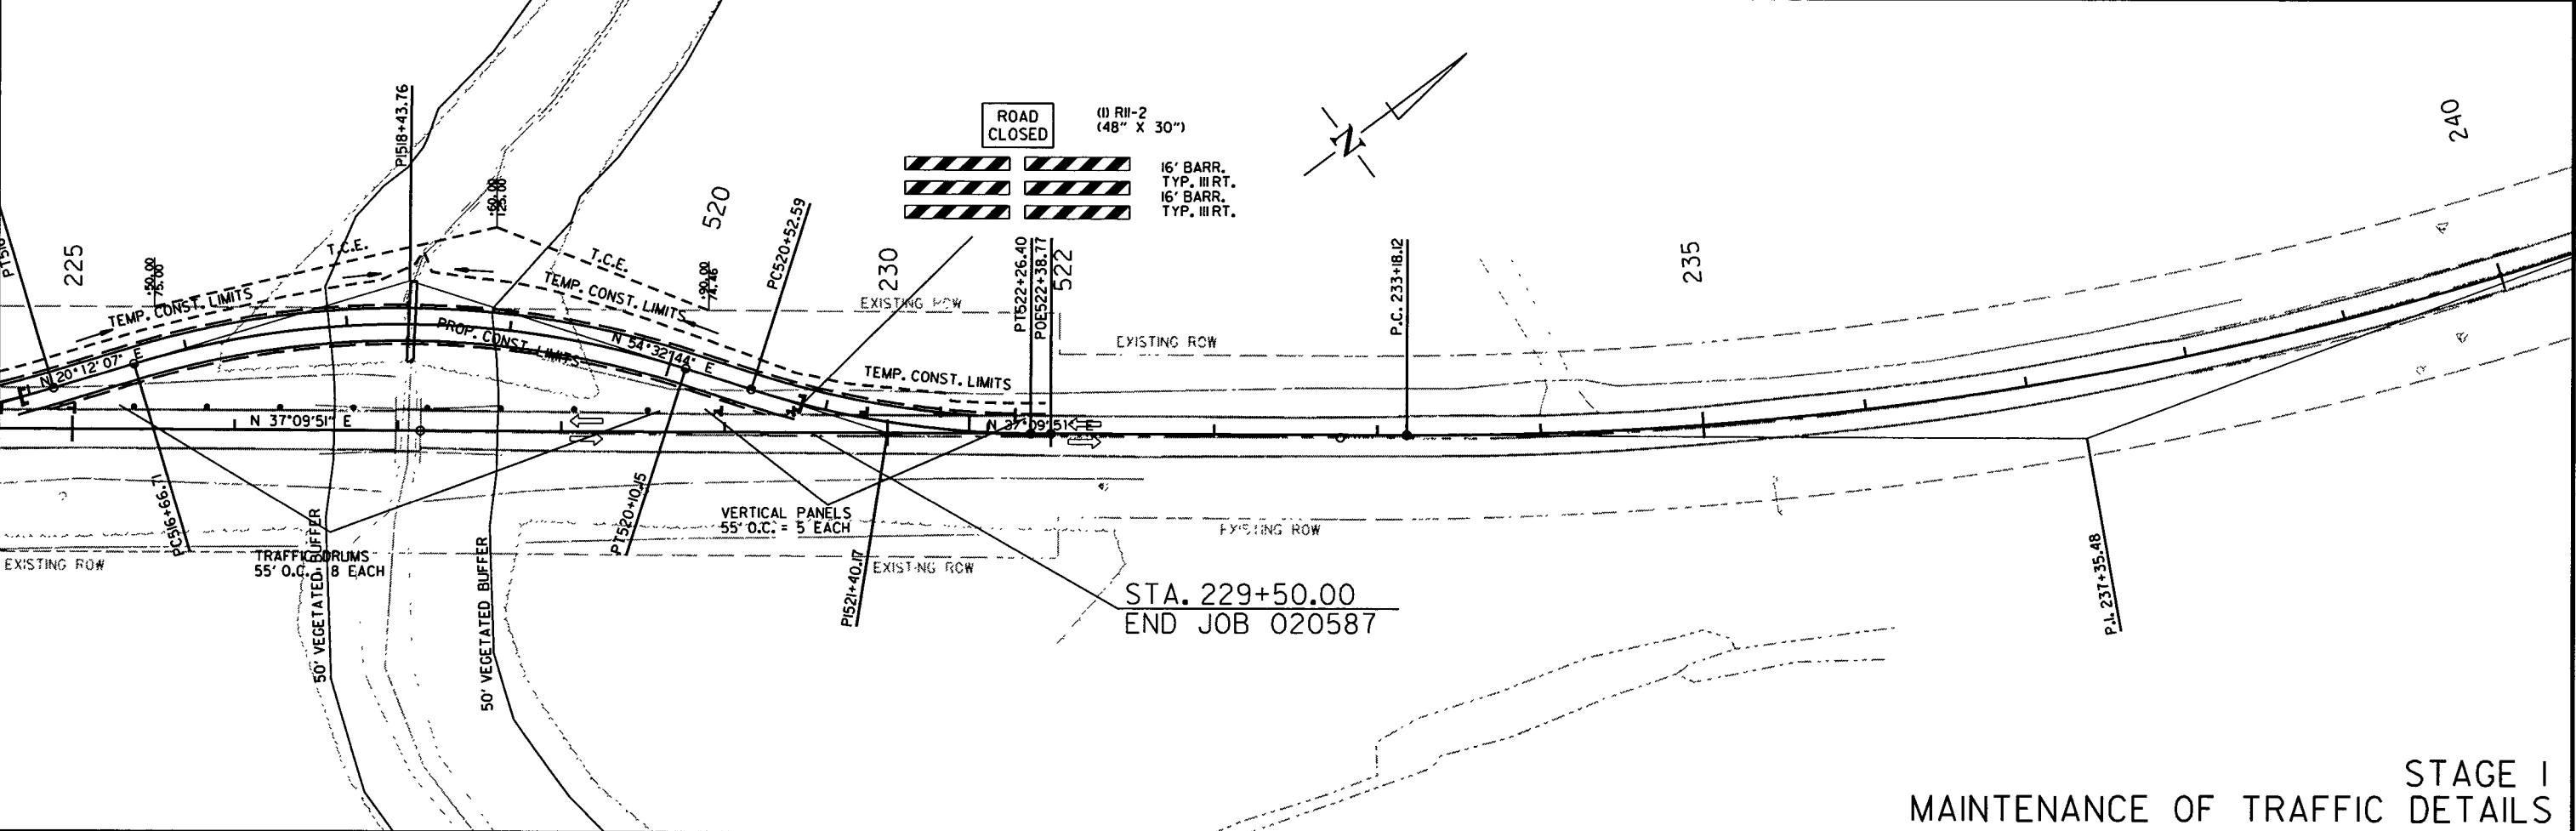 ROAD
CLOSED
(1) R11-2
(48" X 30")
16' BARR.
TYP. III RT.
16' BARR.
TYP. III RT.
240
PI518+43.76
225
+50.00
75.00
+60.00
125.00
520
+90.00
74.46
PC520+52.59
230
PT522+26.40
POE522+38.77
522
P.C. 233+18.12
235
T.C.E.
T.C.E.
TEMP. CONST. LIMITS
TEMP. CONST. LIMITS
EXISTING ROW
EXISTING ROW
PROP. CONST. LIMITS
N 54°32'44" E
N 20°12'07" E
TEMP. CONST. LIMITS
N 37°09'51" E
N 37°09'51" E
PC516+66.71
PT520+10.15
VERTICAL PANELS
55' O.C. = 5 EACH
PI521+40.17
EXISTING ROW
TRAFFIC DRUMS
55' O.C. = 8 EACH
EXISTING ROW
EXISTING ROW
50' VEGETATED BUFFER
50' VEGETATED BUFFER
STA. 229+50.00
END JOB 020587
P.I. 237+35.48
STAGE 1
MAINTENANCE OF TRAFFIC DETAILS